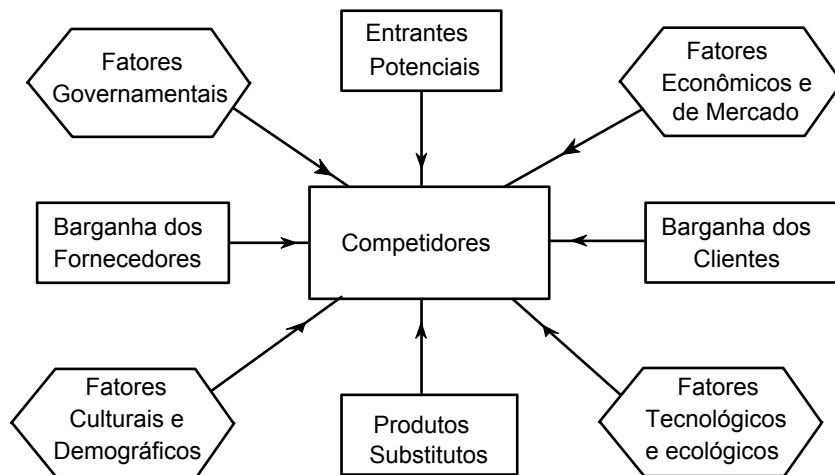 Fatores
Governamentais
Entrantes
Potenciais
Fatores
Econômicos e
de Mercado
Barganha dos
Fornecedores
Competidores
Barganha dos
Clientes
Fatores
Culturais e
Demográficos
Produtos
Substitutos
Fatores
Tecnológicos
e ecológicos